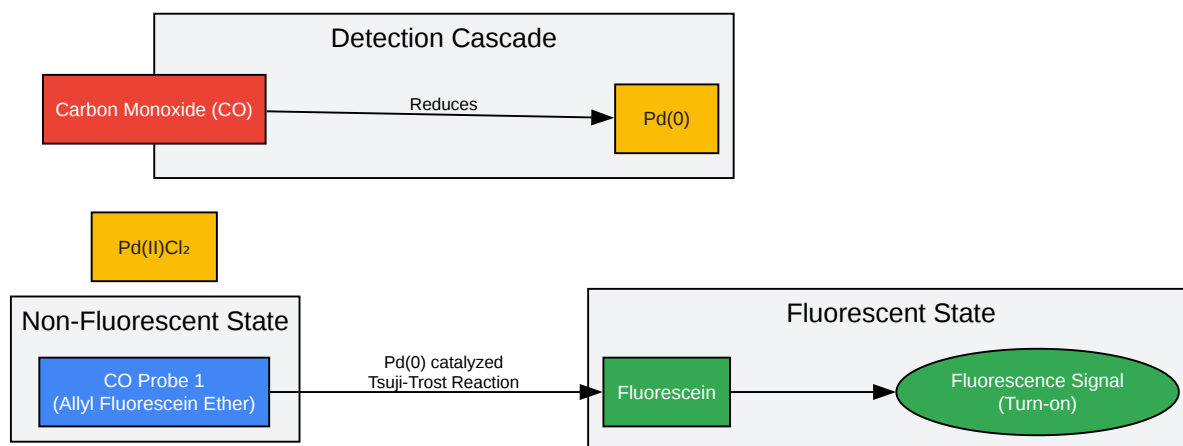 Detection Cascade
Carbon Monoxide (CO)
Reduces
Pd(0)
Pd(II)Cl₂
Non-Fluorescent State
CO Probe 1
(Allyl Fluorescein Ether)
Pd(0) catalyzed
Tsuji-Trost Reaction
Fluorescent State
Fluorescein
Fluorescence Signal
(Turn-on)